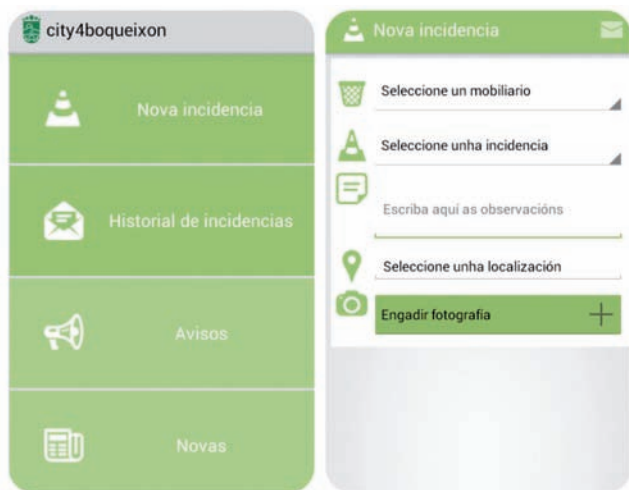 city4boqueixon
Nova incidencia
Historial de incidencias
Avisos
Novas
Nova incidencia
Seleccione un mobiliario
Seleccione unha incidencia
Escriba aquí as observacións
Seleccione unha localización
Engadir fotografia